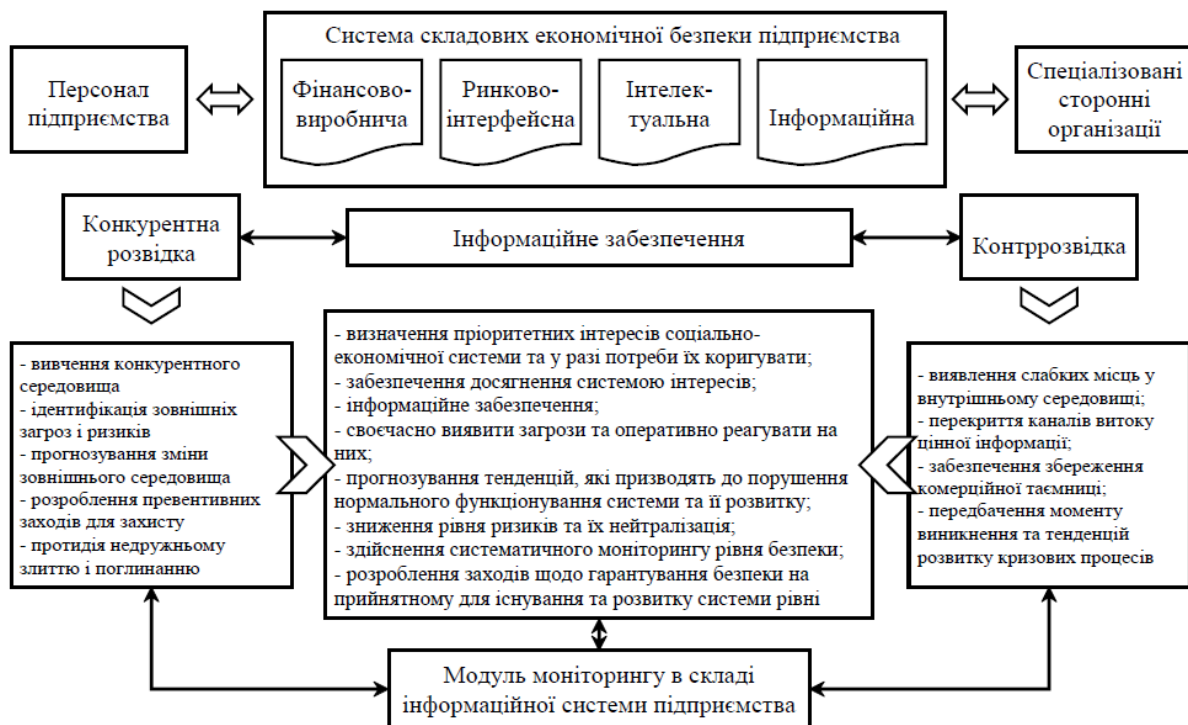 Система складових економічної безпеки підприємства
Персонал
підприємства
Фінансово-
виробнича
Ринково-
інтерфейсна
Інтелек-
туальна
Інформаційна
Спеціалізовані
сторонні
організації
Конкурентна
розвідка
Інформаційне забезпечення
Контррозвідка
- вивчення конкурентного
середовища
- ідентифікація зовнішніх
загроз і ризиків
- прогнозування зміни
зовнішнього середовища
- розроблення превентивних
заходів для захисту
- протидія недружньому
злиттю і поглинанню
- визначення пріоритетних інтересів соціально-
економічної системи та у разі потреби їх коригувати;
- забезпечення досягнення системою інтересів;
- інформаційне забезпечення;
- своєчасно виявити загрози та оперативно реагувати на
них;
- прогнозування тенденцій, які призводять до порушення
нормального функціонування системи та її розвитку;
- зниження рівня ризиків та їх нейтралізація;
- здійснення систематичного моніторингу рівня безпеки;
- розроблення заходів щодо гарантування безпеки на
прийнятному для існування та розвитку системи рівні
- виявлення слабких місць у
внутрішньому середовищі;
- перекриття каналів витоку
цінної інформації;
- забезпечення збереження
комерційної таємниці;
- передбачення моменту
виникнення та тенденцій
розвитку кризових процесів
Модуль моніторингу в складі
інформаційної системи підприємства